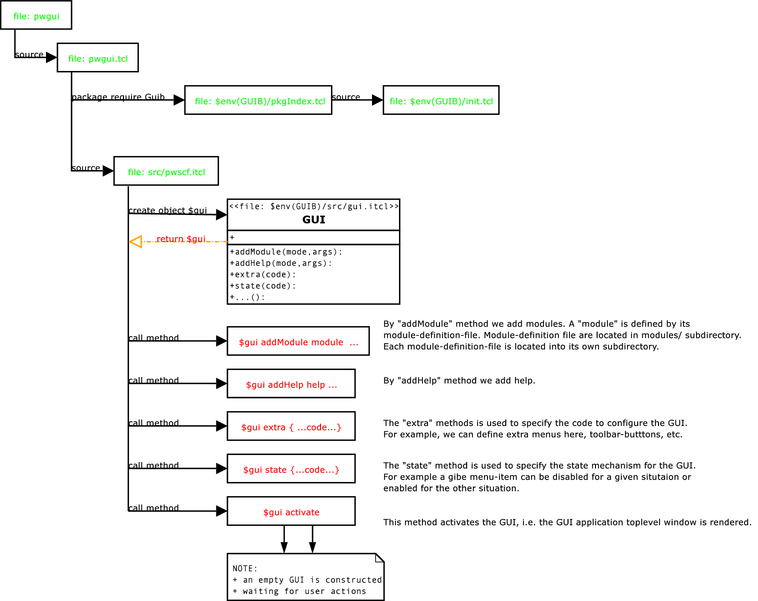 file: pwgui
source
file: pwgui.tcl
package require Guib
file: $env(GUIB)/pkgIndex.tcl
source
file: $env(GUIB)/init.tcl
source
file: src/pwscf.itcl
create object $gui
<<file: $env(GUIB)/src/gui.itcl>>
GUI
+
return $gui
+addModule(mode,args):
+addHelp(mode,args):
+extra(code):
+state(code):
+...():
call method
$gui addModule module ...
By "addModule" method we add modules. A "module" is defined by its
module-definition-file. Module-definition file are located in modules/ subdirectory.
Each module-definition-file is located into its own subdirectory.
call method
$gui addHelp help ...
By "addHelp" method we add help.
call method
$gui extra { ...code...}
The "extra" methods is used to specify the code to configure the GUI.
For example, we can define extra menus here, toolbar-butttons, etc.
call method
$gui state {...code...}
The "state" method is used to specify the state mechanism for the GUI.
For example a gibe menu-item can be disabled for a given situtaion or
enabled for the other situation.
call method
$gui activate
This method activates the GUI, i.e. the GUI application toplevel window is rendered.
NOTE:
+ an empty GUI is constructed
+ waiting for user actions